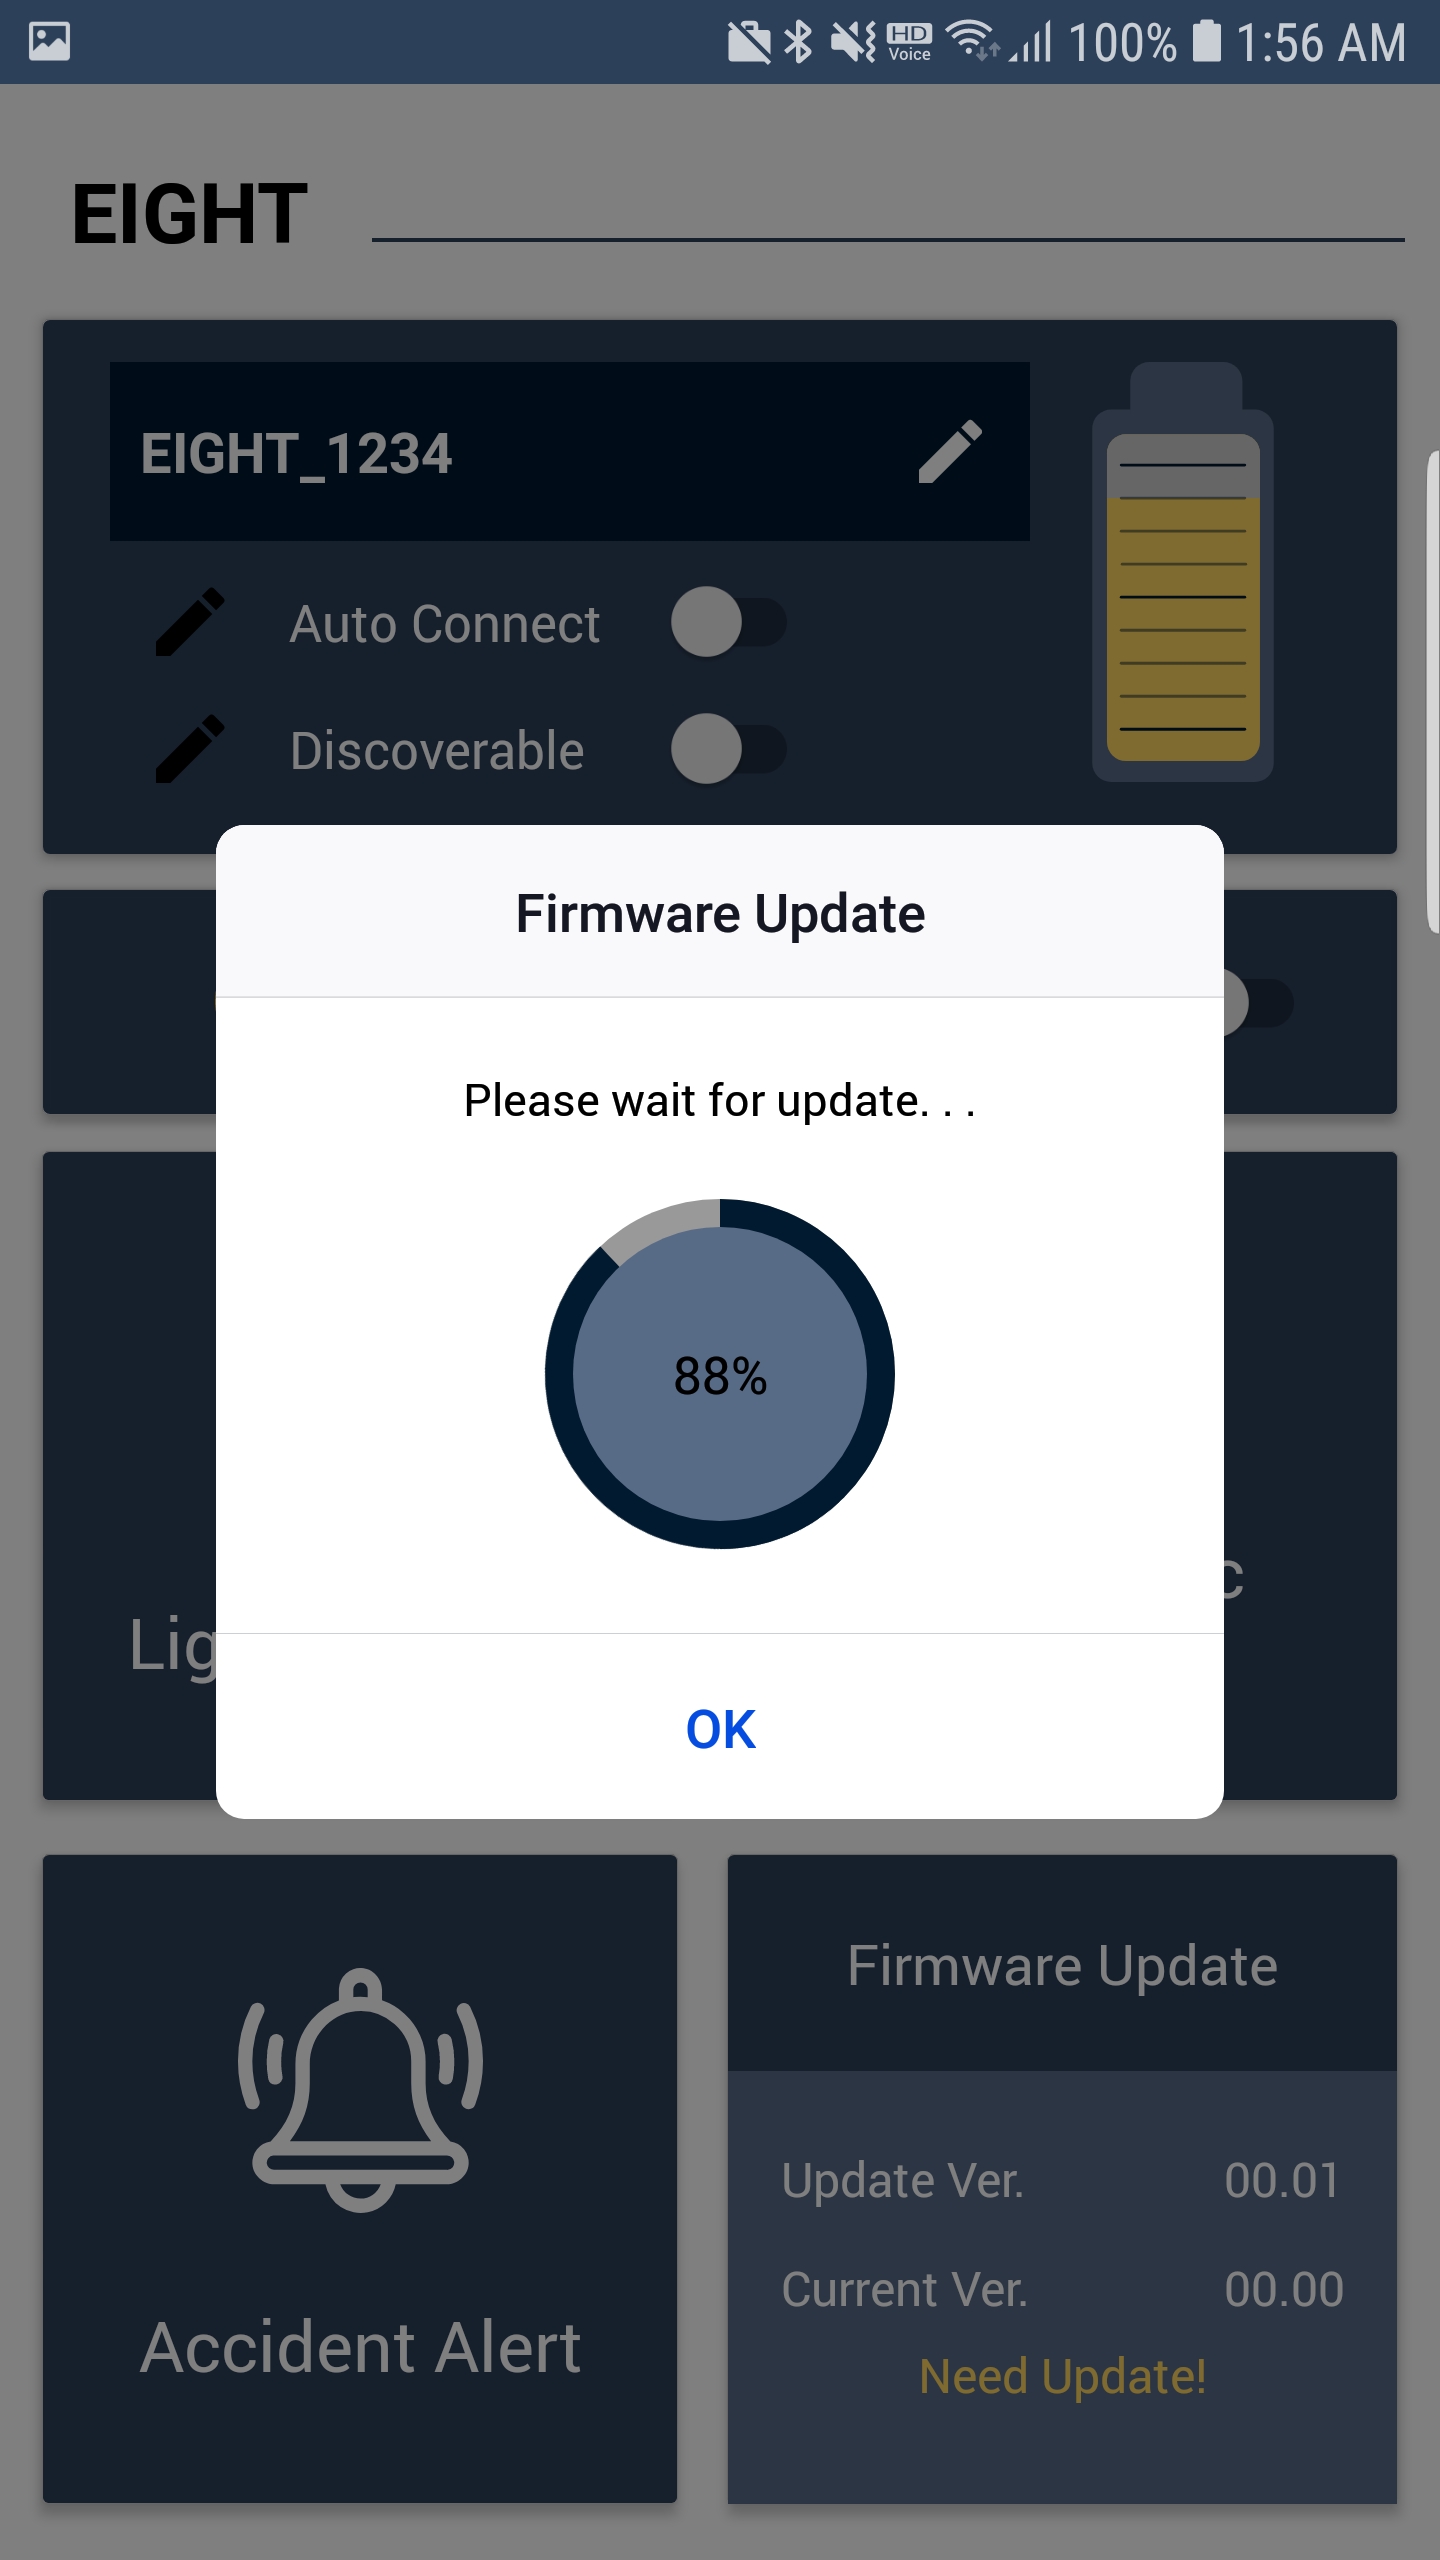 HD Voice 100% 1:56 AM
EIGHT
EIGHT_1234
Auto Connect
Discoverable
Firmware Update
Please wait for update. . .
88%
c
Lig
OK
Accident Alert
Firmware Update
Update Ver. 00.01
Current Ver. 00.00
Need Update!